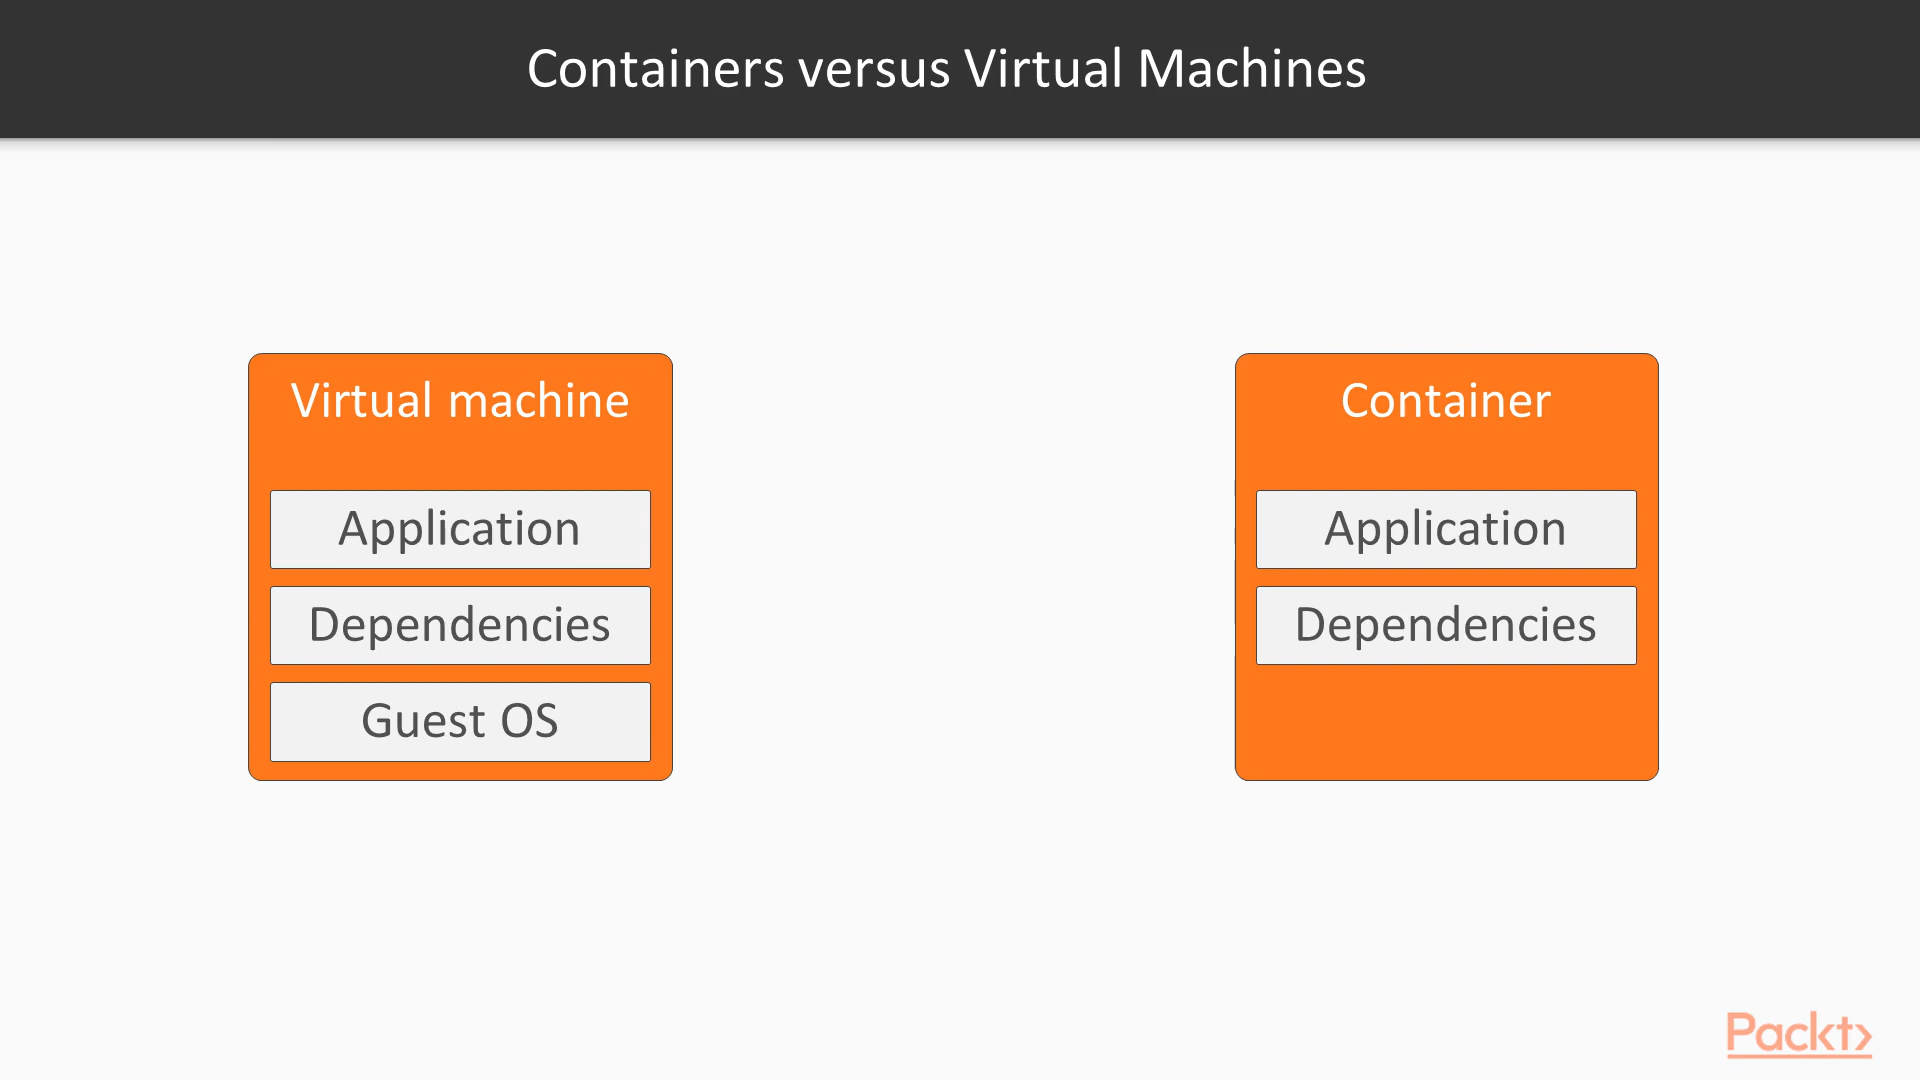 Containers versus Virtual Machines
Virtual machine
Application
Dependencies
Guest OS
Container
Application
Dependencies
Packt>